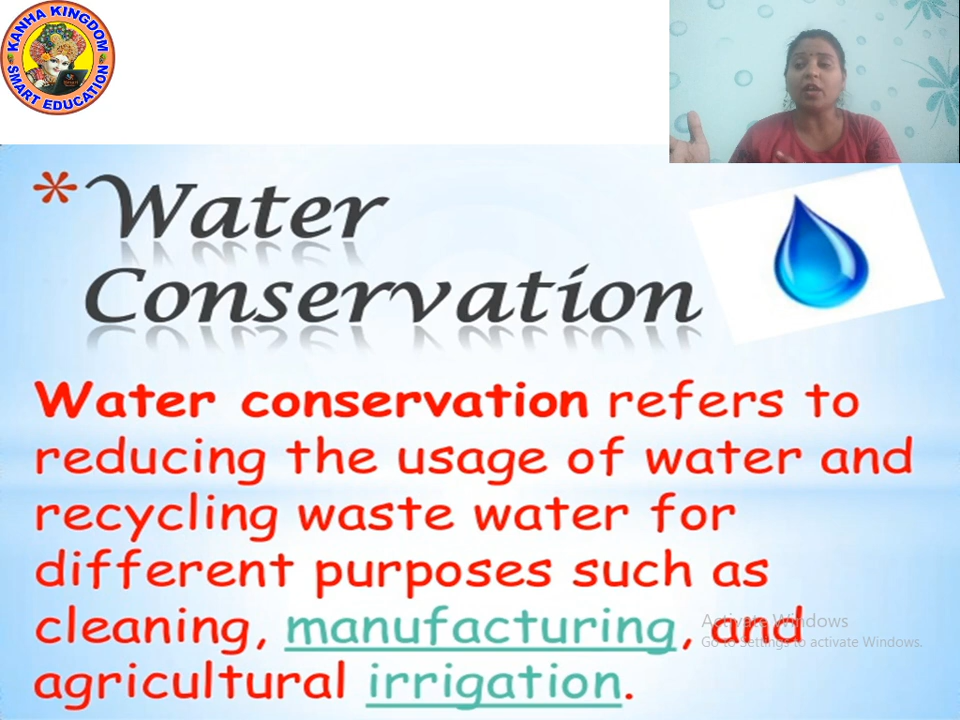 KANHA KINGDOM
SMART EDUCATION
* Water
Conservation
Water conservation refers to
reducing the usage of water and
recycling waste water for
different purposes such as
cleaning, manufacturing, and
agricultural irrigation.
Activate Windows
Go to Settings to activate Windows.